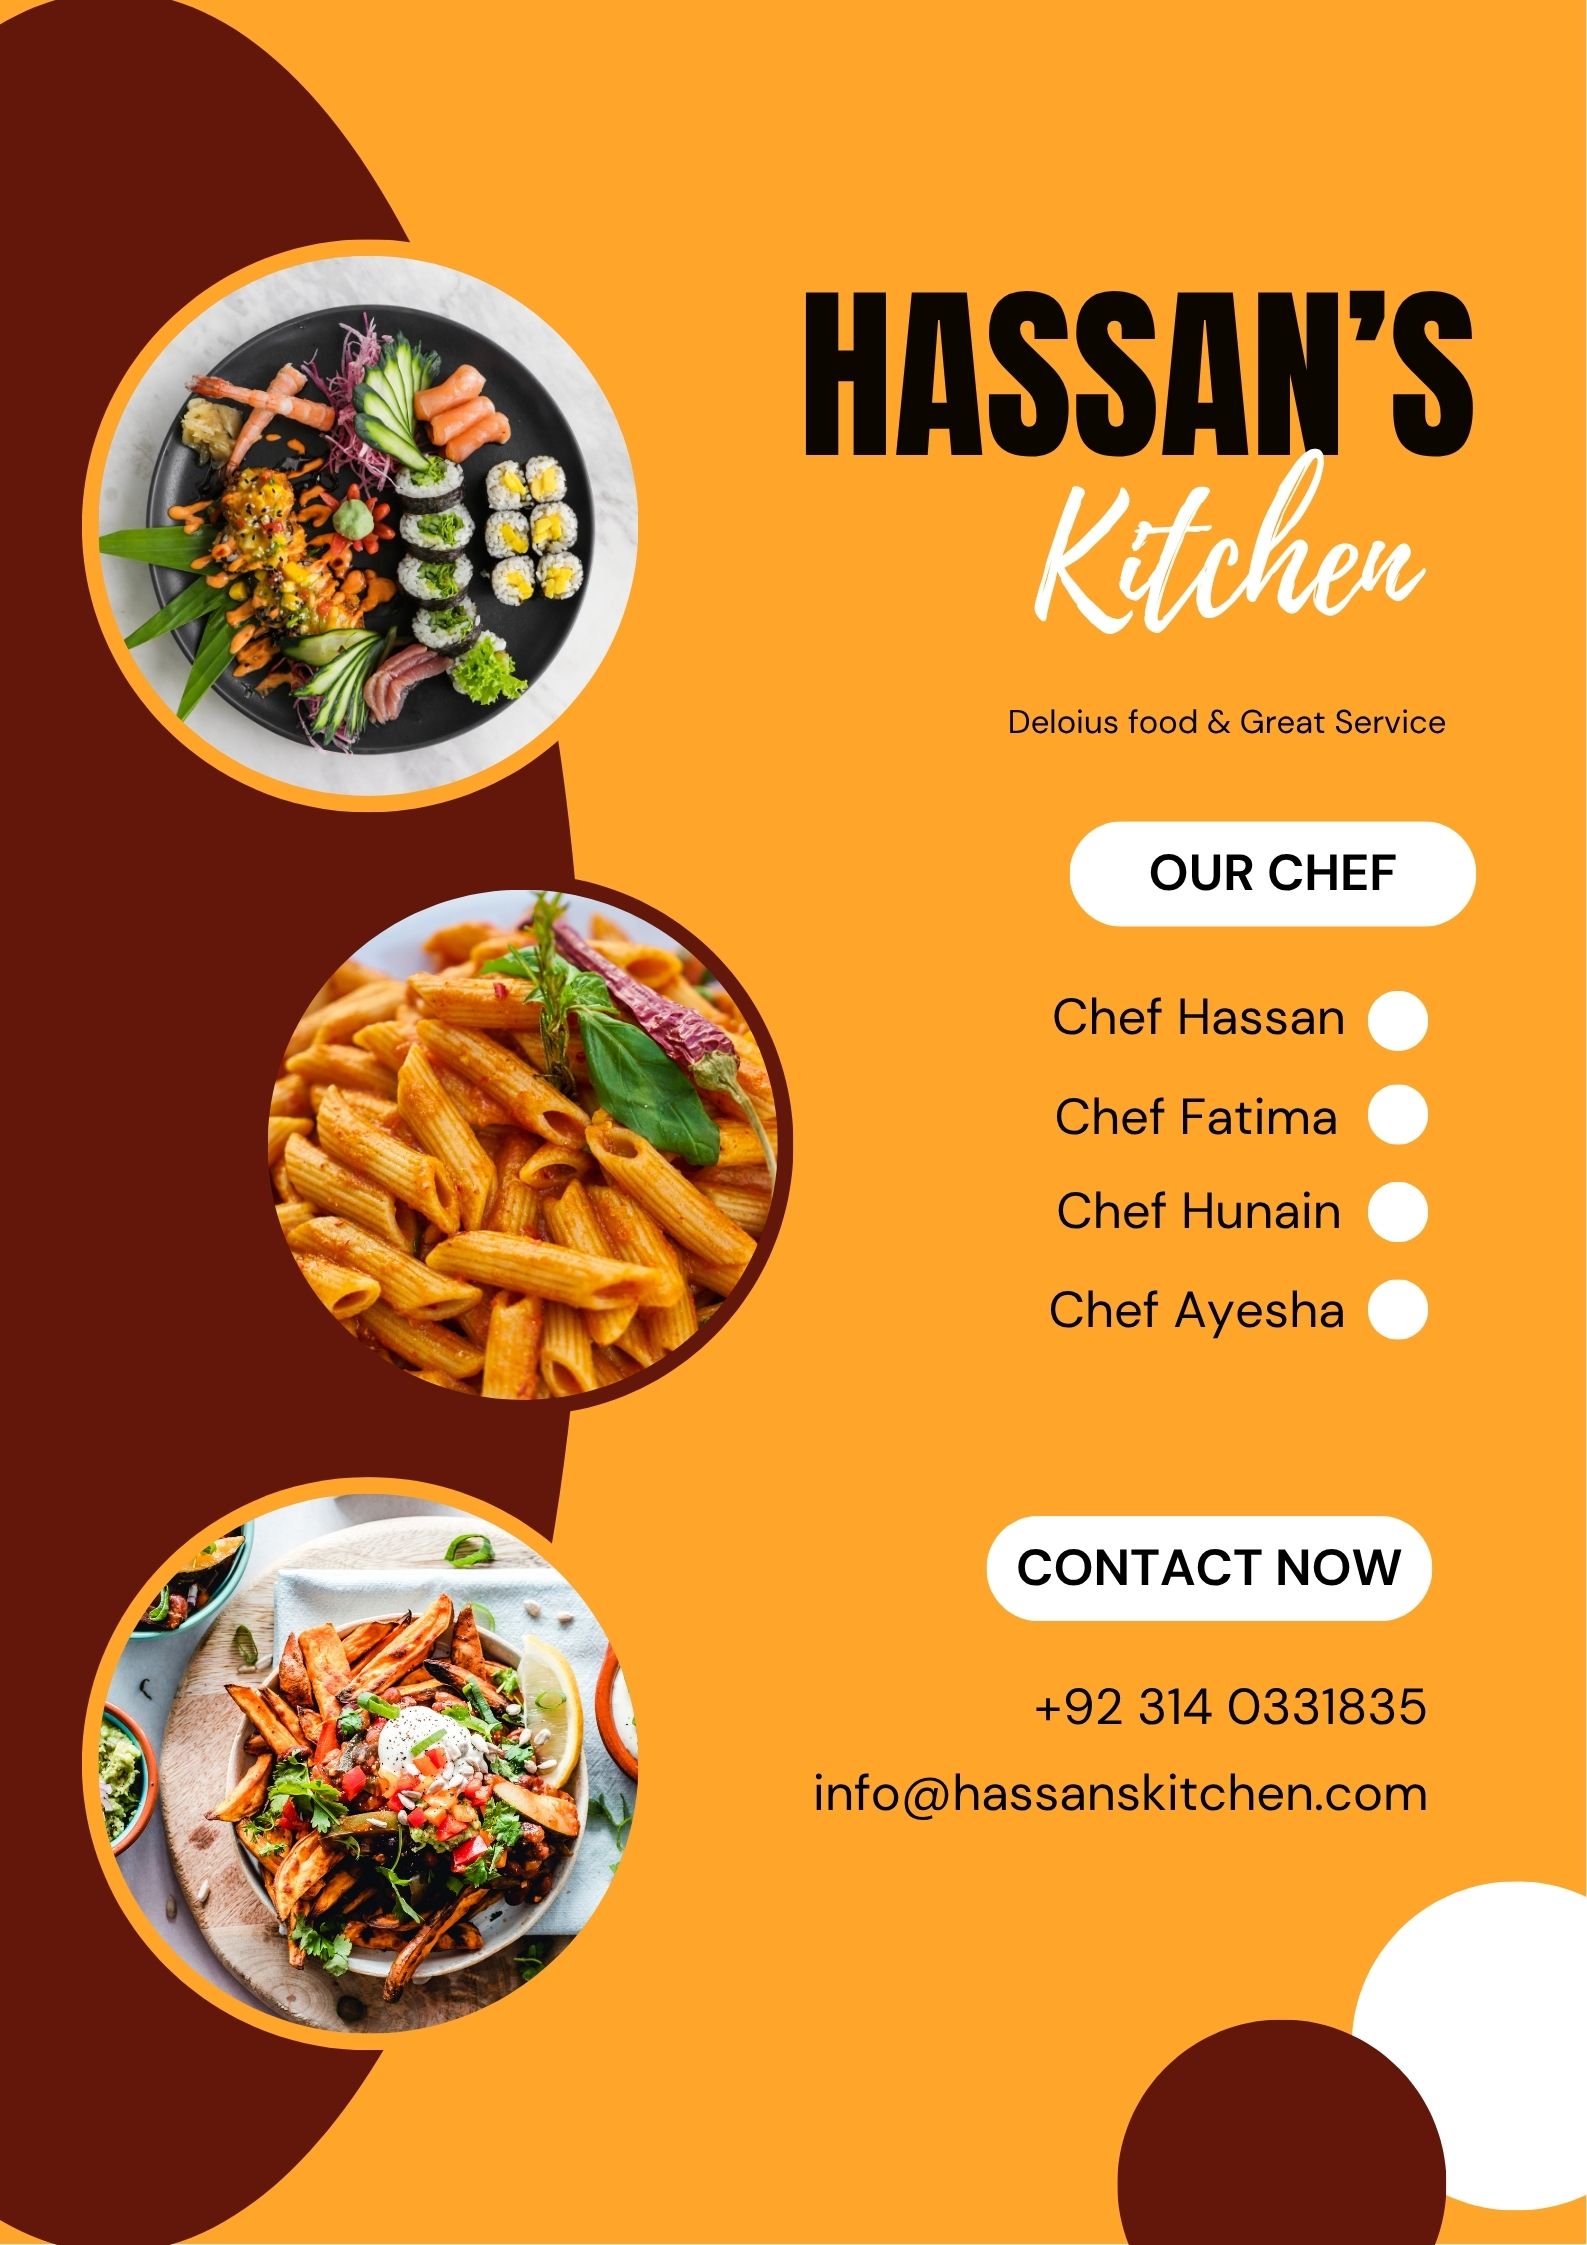 HASSAN'S
Kitchen
Deloius food & Great Service
OUR CHEF
Chef Hassan
Chef Fatima
Chef Hunain
Chef Ayesha
CONTACT NOW
+92 314 0331835
info@hassanskitchen.com